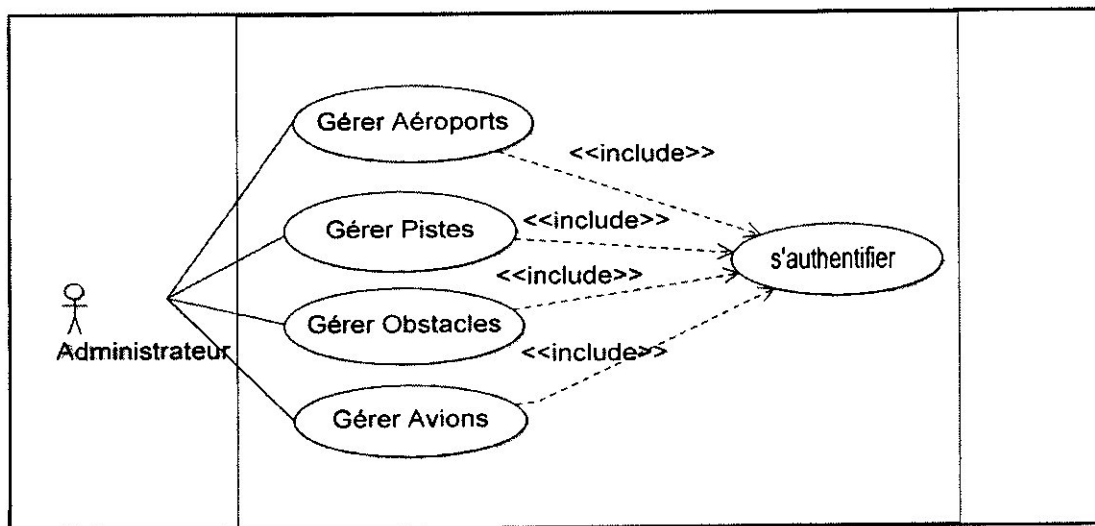 Gérer Aéroports
<<include>>
Gérer Pistes
<<include>>
s'authentifier
<<include>>
Gérer Obstacles
Administrateur
<<include>>
Gérer Avions